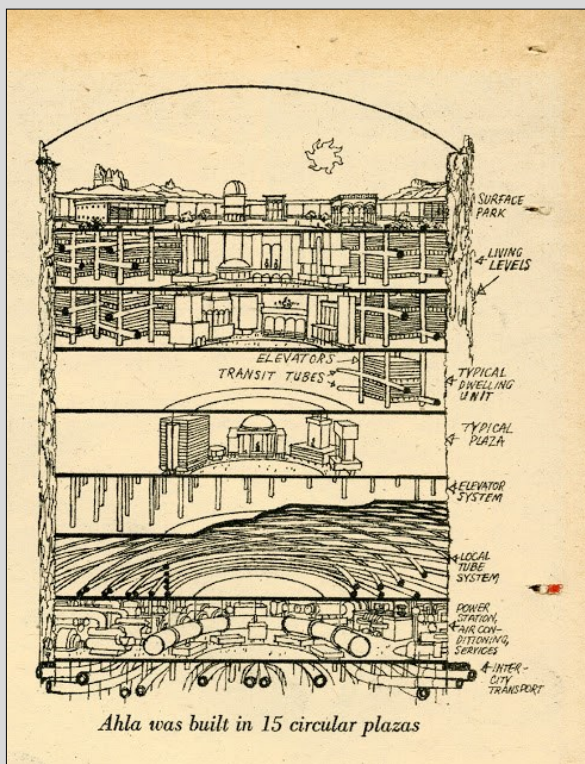 SURFACE
PARK
LIVING
LEVELS
ELEVATORS
TRANSIT TUBES
TYPICAL
DWELLING
UNIT
TYPICAL
PLAZA
ELEVATOR
SYSTEM
LOCAL
TUBE
SYSTEM
POWER
STATION,
AIR CON-
DITIONING,
SERVICES
INTER-
CITY
TRANSPORT
Ahla was built in 15 circular plazas